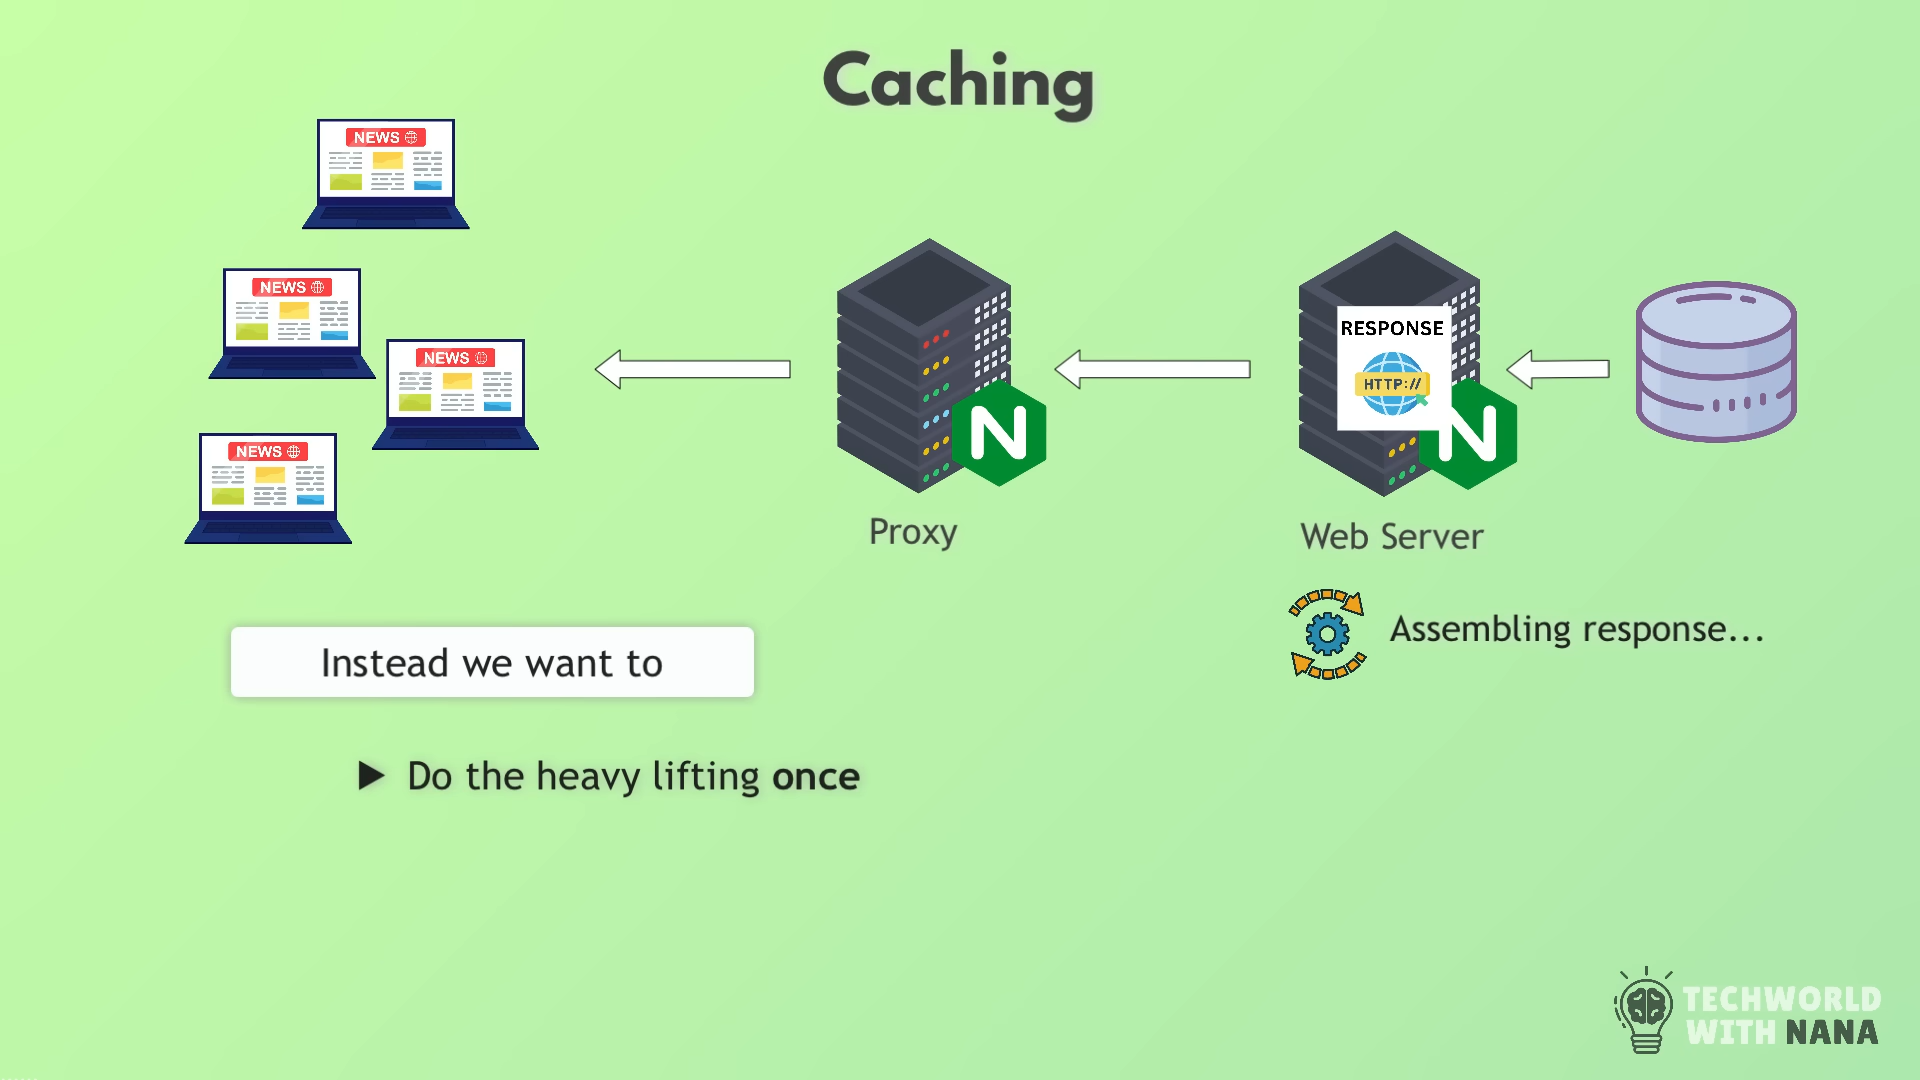 Caching
NEWS
NEWS
NEWS
NEWS
RESPONSE
HTTP://
N
N
Proxy
Web Server
Assembling response...
Instead we want to
▶ Do the heavy lifting once
TECHWORLD
WITH NANA